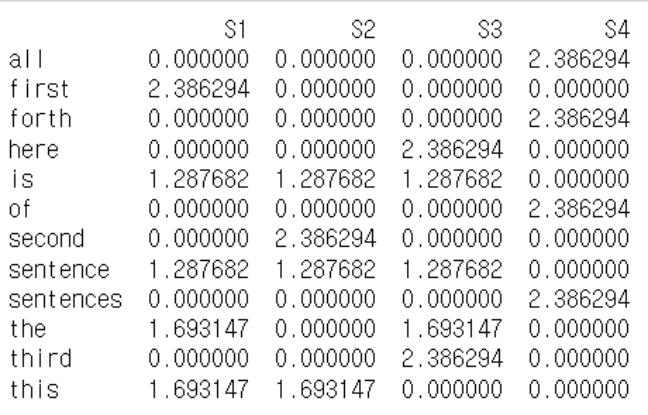 S1 S2 S3 S4
all 0.000000 0.000000 0.000000 2.386294
first 2.386294 0.000000 0.000000 0.000000
forth 0.000000 0.000000 0.000000 2.386294
here 0.000000 0.000000 2.386294 0.000000
is 1.287682 1.287682 1.287682 0.000000
of 0.000000 0.000000 0.000000 2.386294
second 0.000000 2.386294 0.000000 0.000000
sentence 1.287682 1.287682 1.287682 0.000000
sentences 0.000000 0.000000 0.000000 2.386294
the 1.693147 0.000000 1.693147 0.000000
third 0.000000 0.000000 2.386294 0.000000
this 1.693147 1.693147 0.000000 0.000000